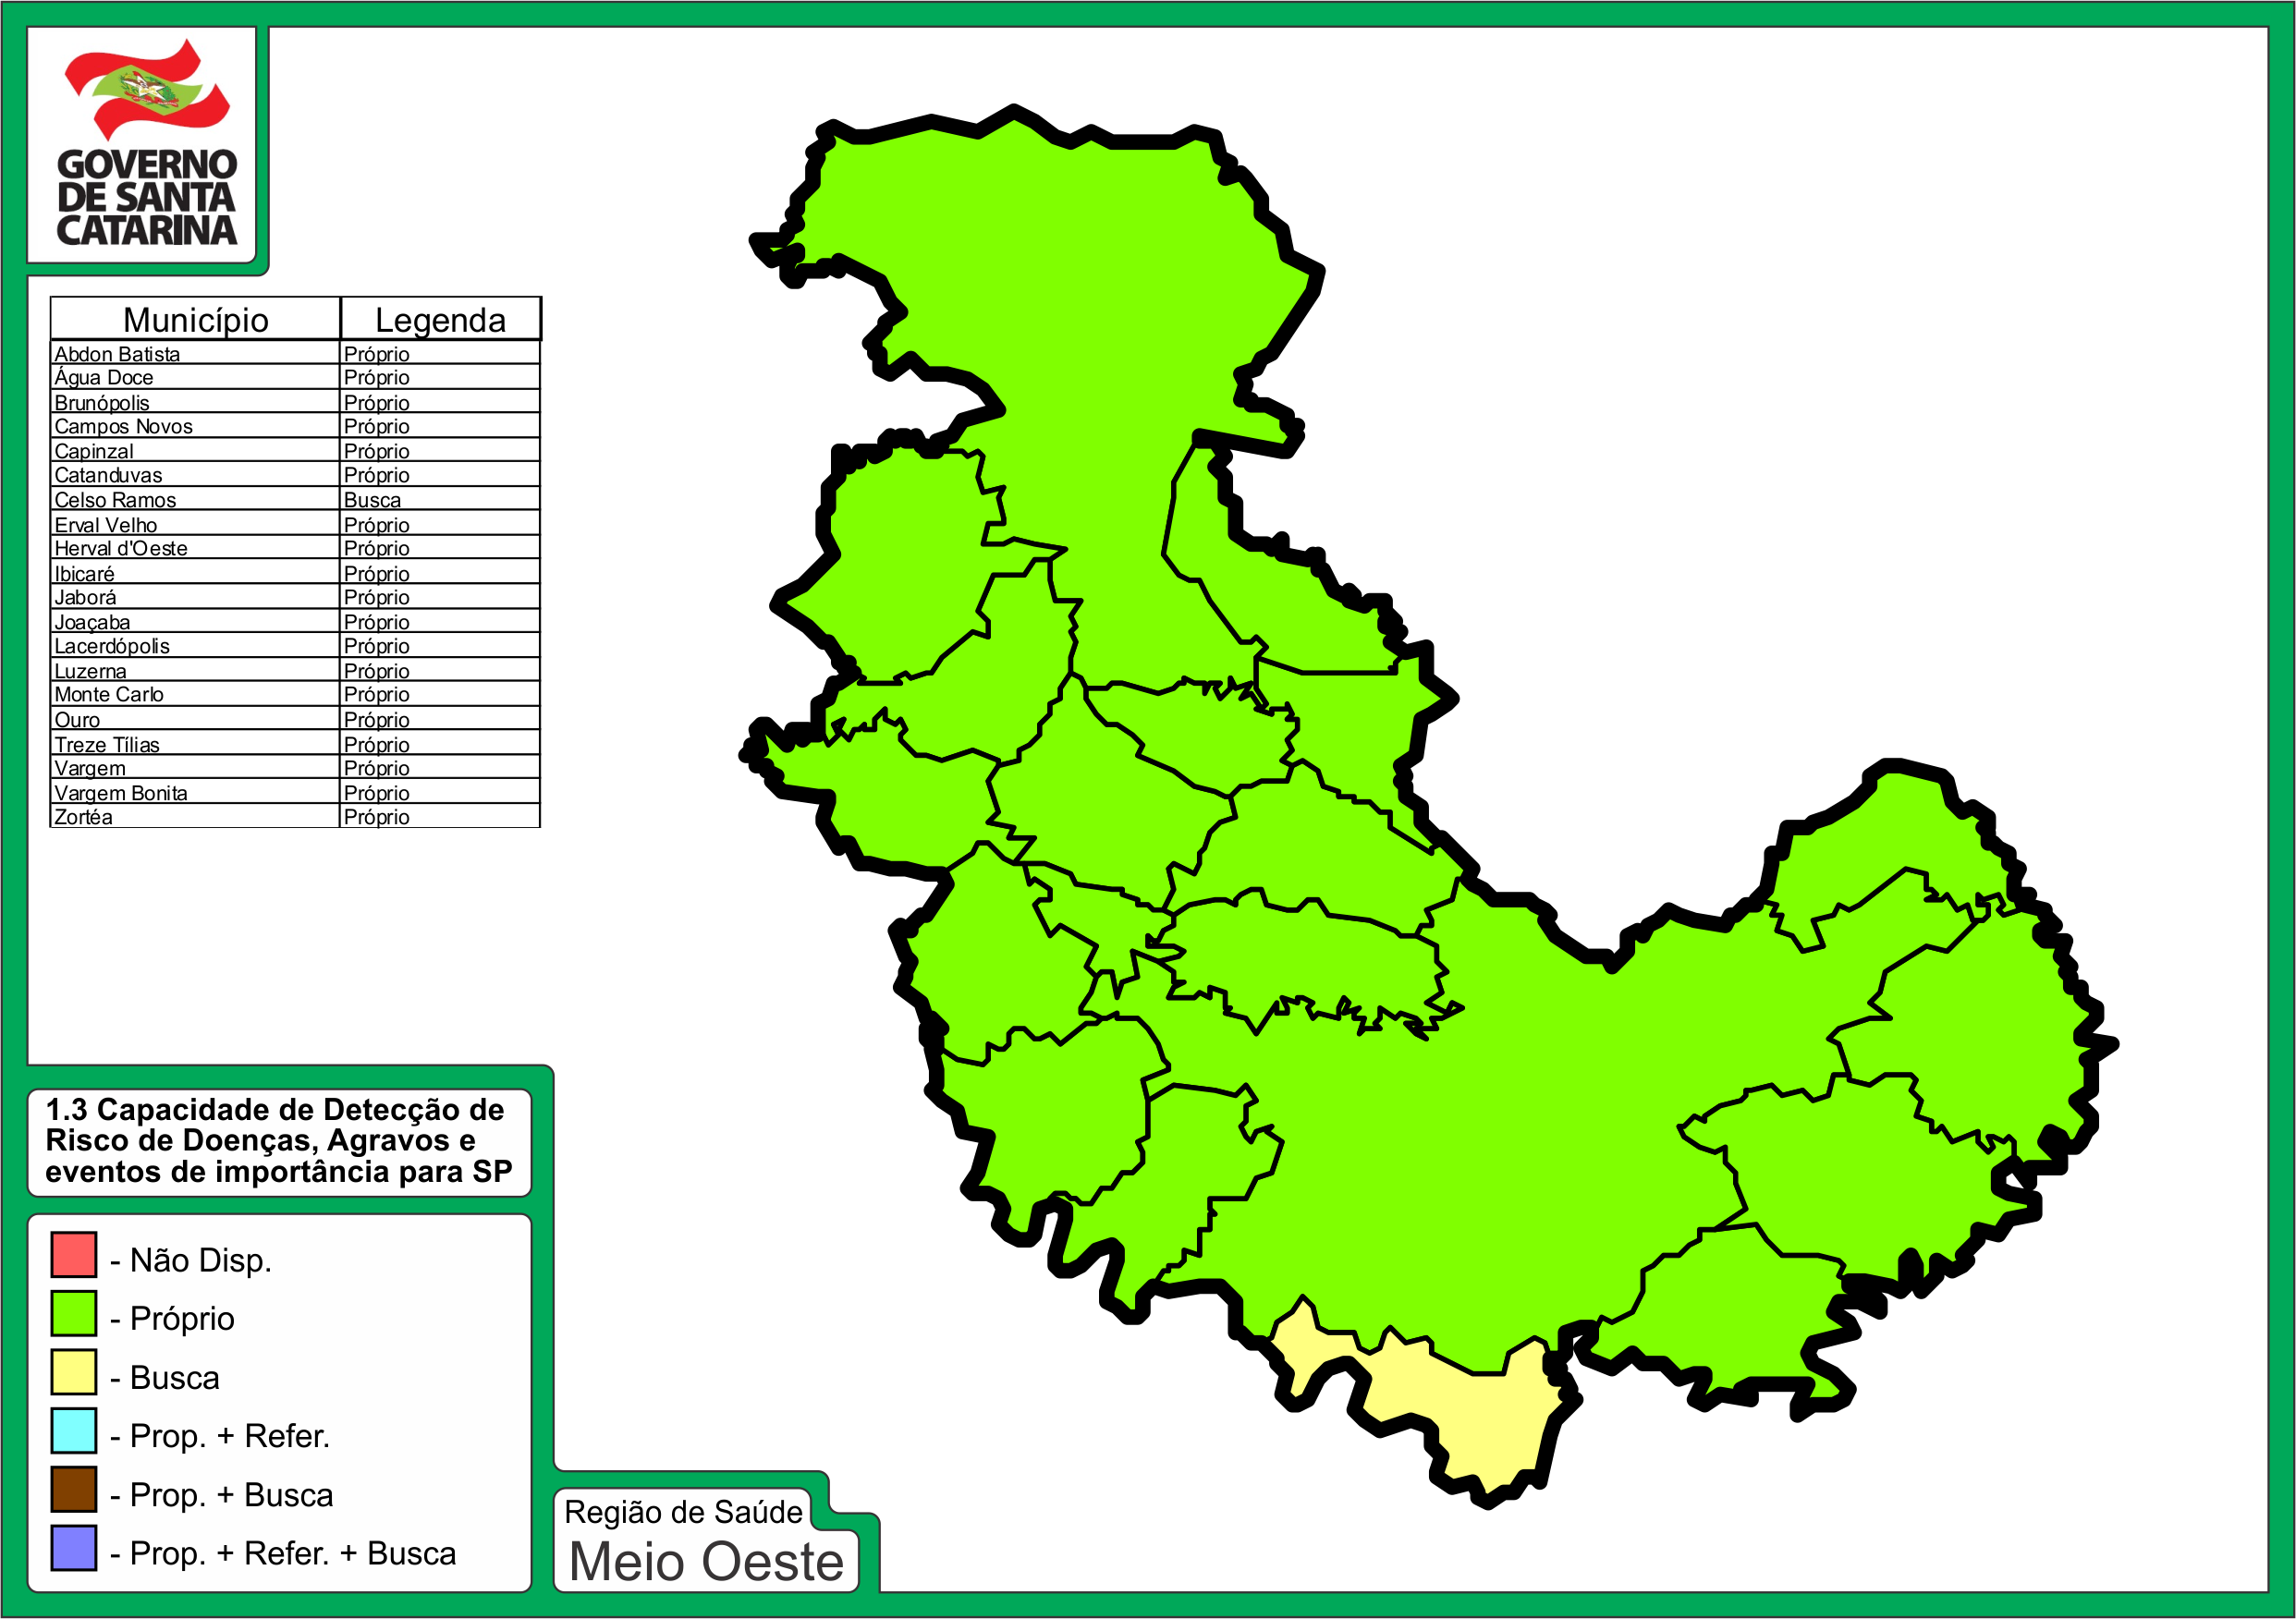 GOVERNO
DE SANTA
CATARINA
Município Legenda
Abdon Batista Próprio
Água Doce Próprio
Brunópolis Próprio
Campos Novos Próprio
Capinzal Próprio
Catanduvas Próprio
Celso Ramos Busca
Erval Velho Próprio
Herval d'Oeste Próprio
Ibicaré Próprio
Jaborá Próprio
Joaçaba Próprio
Lacerdópolis Próprio
Luzerna Próprio
Monte Carlo Próprio
Ouro Próprio
Treze Tílias Próprio
Vargem Próprio
Vargem Bonita Próprio
Zortéa Próprio
1.3 Capacidade de Detecção de
Risco de Doenças, Agravos e
eventos de importância para SP
- Não Disp.
- Próprio
- Busca
- Prop. + Refer.
- Prop. + Busca
- Prop. + Refer. + Busca
Região de Saúde
Meio Oeste